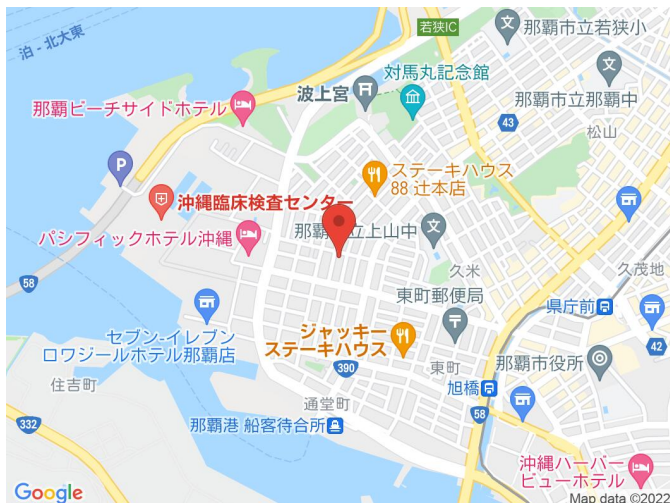 泊 - 北大東
若狭IC
那覇市立若狭小
対馬丸記念館
那覇市立那覇中
波上宮
那覇ビーチサイドホテル
43
松山
ステーキハウス
88 辻本店
P
沖縄臨床検査センター
パシフィックホテル沖縄
立上山中
那覇
久米
久茂地
58
東町郵便局
県庁前
セブン-イレブン
ロワジールホテル那覇店
ジャッキー
ステーキハウス
390
東町
那覇市役所
42
住吉町
旭橋
通堂町
58
332
那覇港 船客待合所
沖縄ハーバー
ビューホテル
Google
Map data ©2022